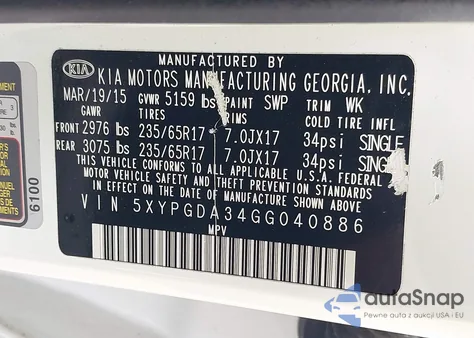 MANUFACTURED BY
KIA KIA MOTORS MANUFACTURING GEORGIA, INC.
MAR/19/15 GVWR 5159 lbs PAINT SWP TRIM WK
GAWR TIRES RIMS COLD TIRE INFL
FRONT 2976 lbs 235/65R17 7.0JX17 34psi SINGLE
REAR 3075 lbs 235/65R17 7.0JX17 34psi SINGLE
THIS VEHICLE CONFORMS TO ALL APPLICABLE U.S.A. FEDERAL
MOTOR VEHICLE SAFETY, BUMPER, AND THEFT PREVENTION STANDARDS
IN EFFECT ON THE DATE OF MANUFACTURE SHOWN ABOVE
VIN 5XYPGDA34GG040886
MPV
6100
autaSnap
Pewne auta z aukcji USA i EU